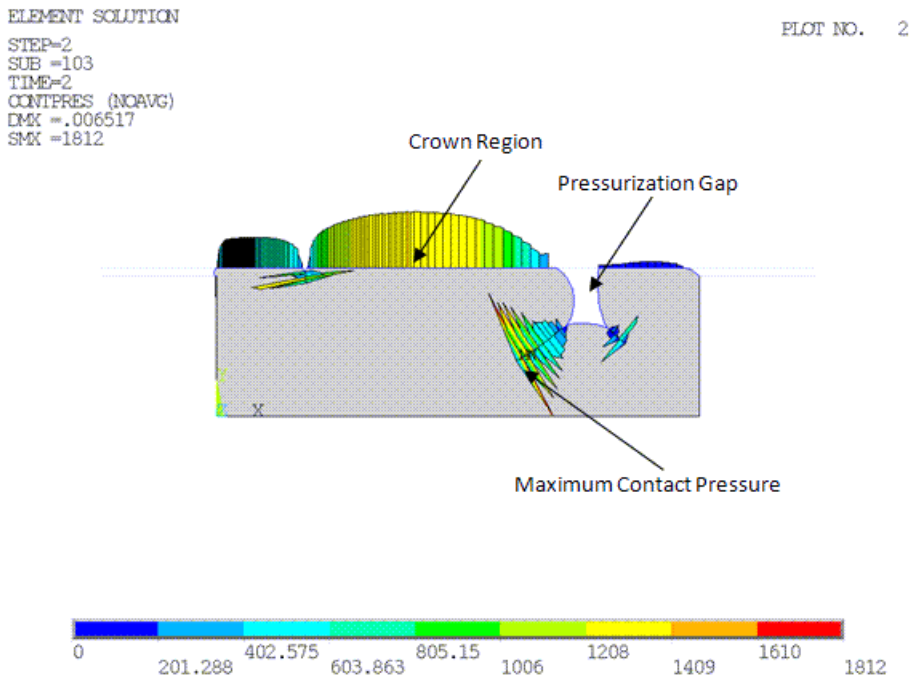 ELEMENT SOLUTION
STEP=2
SUB =103
TIME=2
CONTPRES (NOAVG)
DMX =.006517
SMX =1812
PLOT NO. 2
Crown Region
Pressurization Gap
X
Maximum Contact Pressure
0 402.575 805.15 1208 1610
201.288 603.863 1006 1409 1812